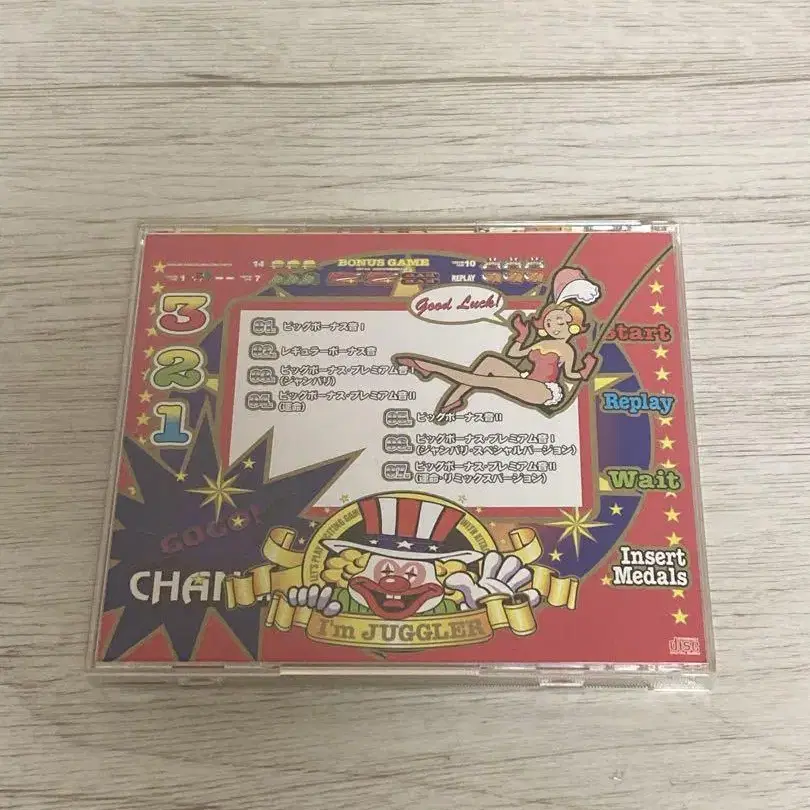 14
BONUS GAME
10
1
7
REPLAY
Good Luck!
3
2
1
01. ビッグボーナス音 I
02. レギュラーボーナス音
03. ビッグボーナス・プレミアム音 I
(ジャンバリ)
04. ビッグボーナス・プレミアム音 II
(運命)
05. ビッグボーナス音 II
06. ビッグボーナス・プレミアム音 I
(ジャンバリ・スペシャルバージョン)
07. ビッグボーナス・プレミアム音 II
(運命・リミックスバージョン)
Start
Replay
Wait
Insert
Medals
GOGO!
CHAN
I'm JUGGLER
disc